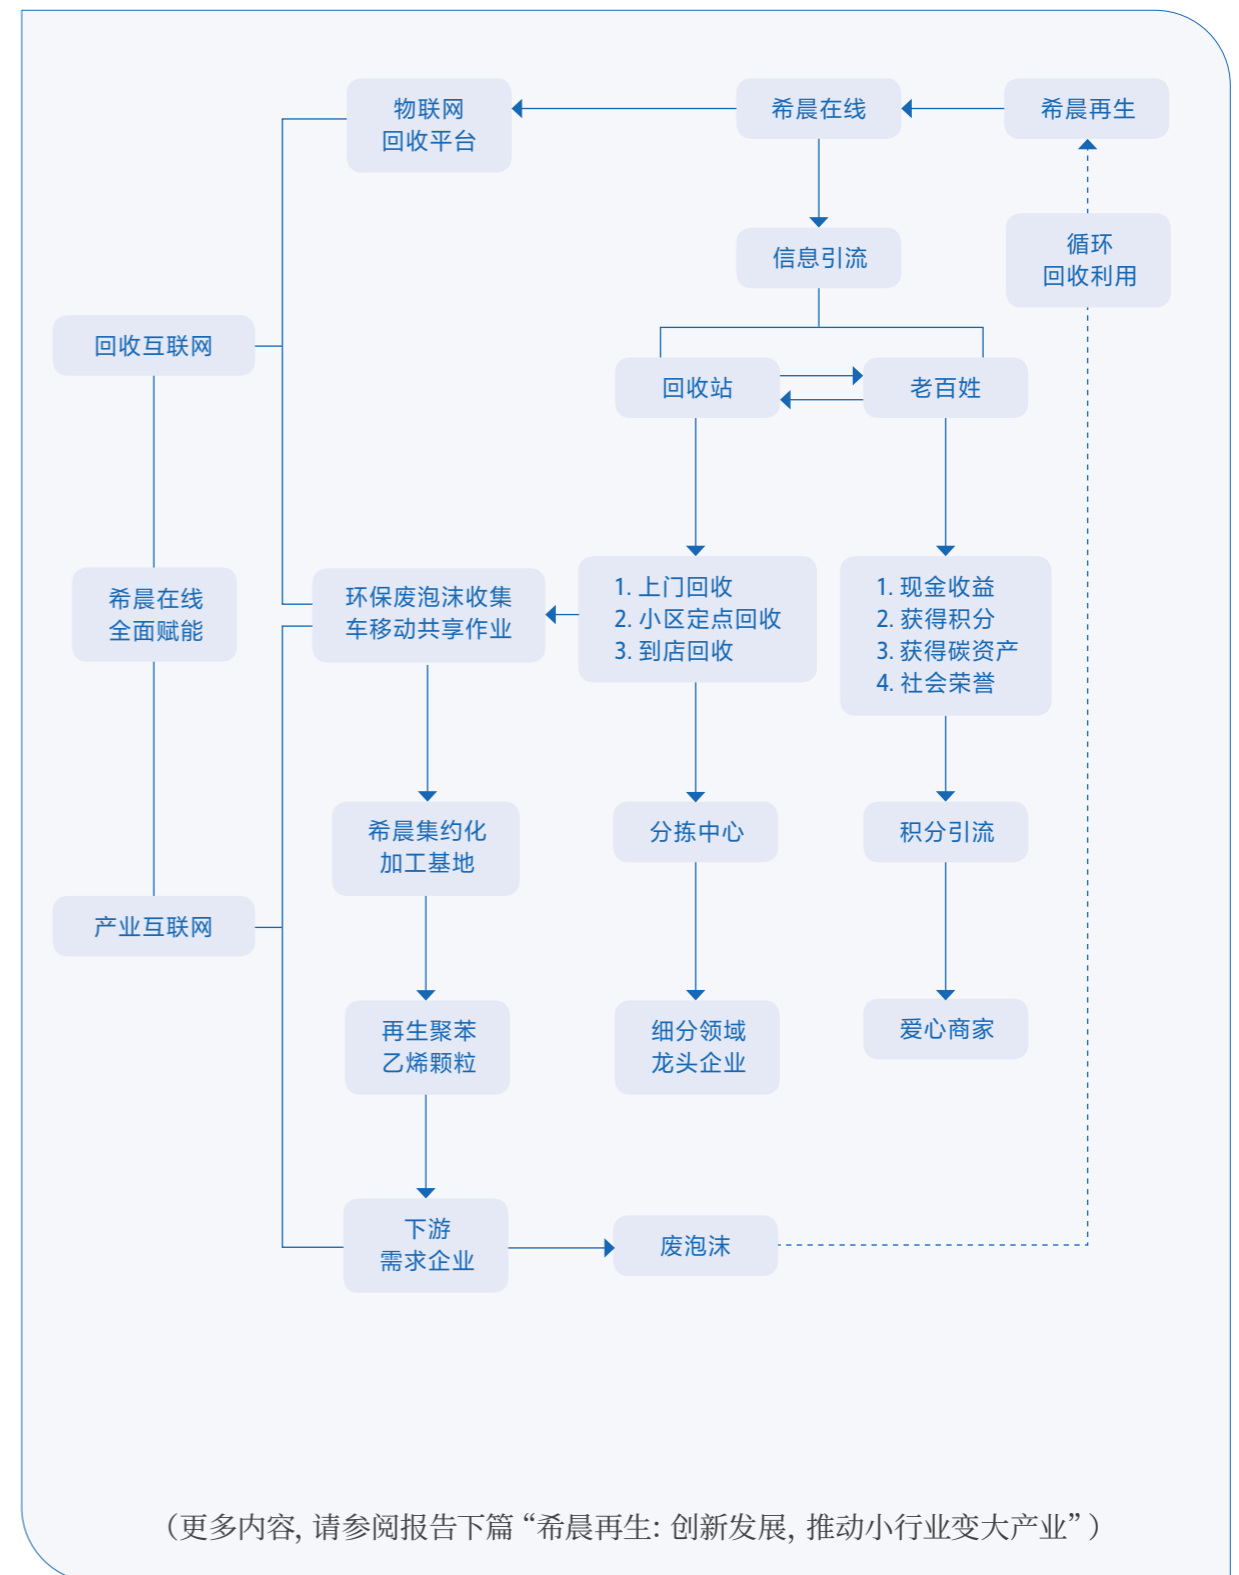 物联网
回收平台
希晨在线
希晨再生
信息引流
循环
回收利用
回收互联网
回收站
老百姓
希晨在线
全面赋能
环保废泡沫收集
车移动共享作业
1. 上门回收
2. 小区定点回收
3. 到店回收
1. 现金收益
2. 获得积分
3. 获得碳资产
4. 社会荣誉
希晨集约化
加工基地
分拣中心
积分引流
产业互联网
再生聚苯
乙烯颗粒
细分领域
龙头企业
爱心商家
下游
需求企业
废泡沫
（更多内容, 请参阅报告下篇 “希晨再生: 创新发展, 推动小行业变大产业” ）